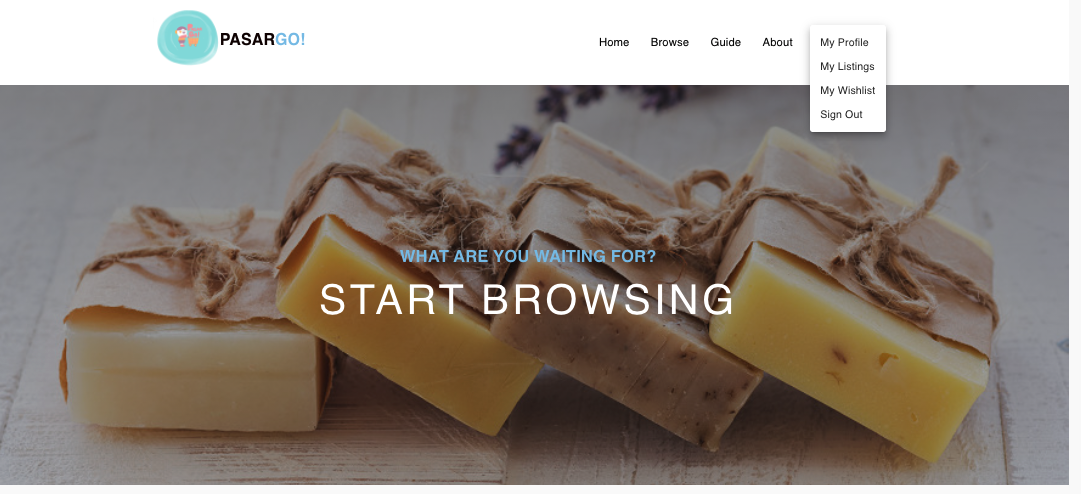 PASARGO!
Home Browse Guide About
My Profile
My Listings
My Wishlist
Sign Out
WHAT ARE YOU WAITING FOR?
START BROWSING